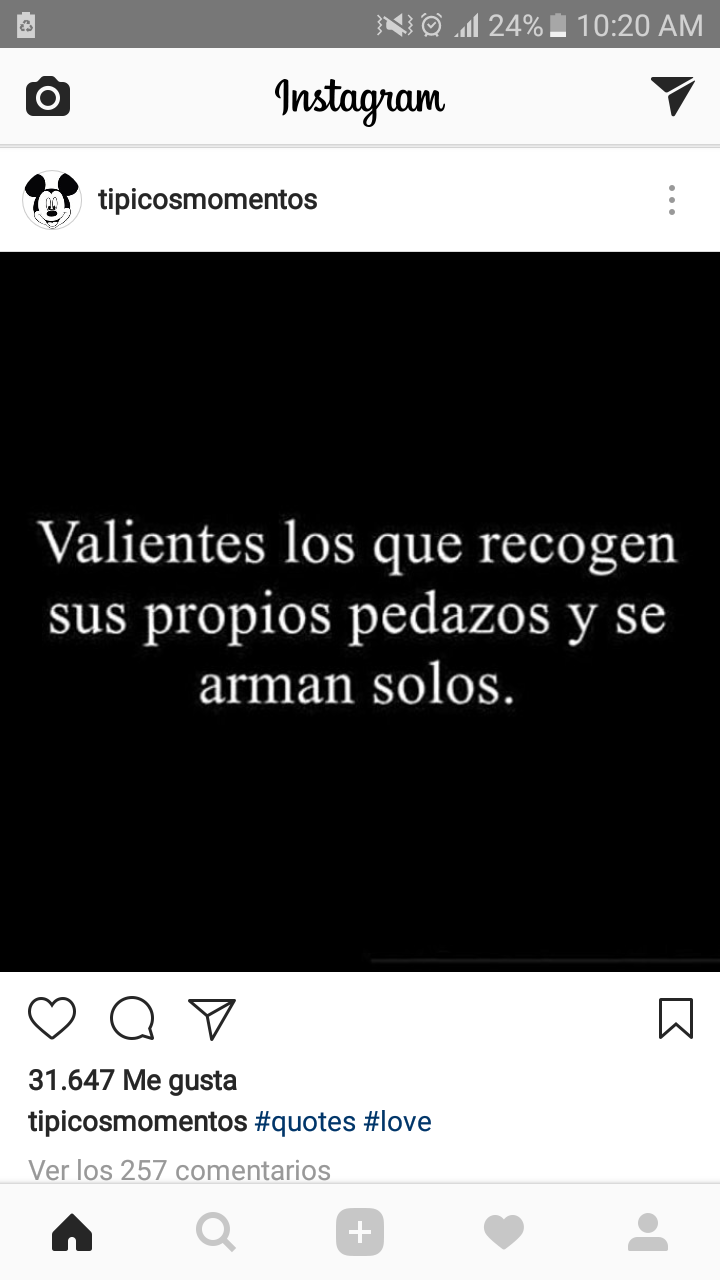 24% 10:20 AM
Instagram
tipicosmomentos
Valientes los que recogen
sus propios pedazos y se
arman solos.
31.647 Me gusta
tipicosmomentos #quotes #love
Ver los 257 comentarios